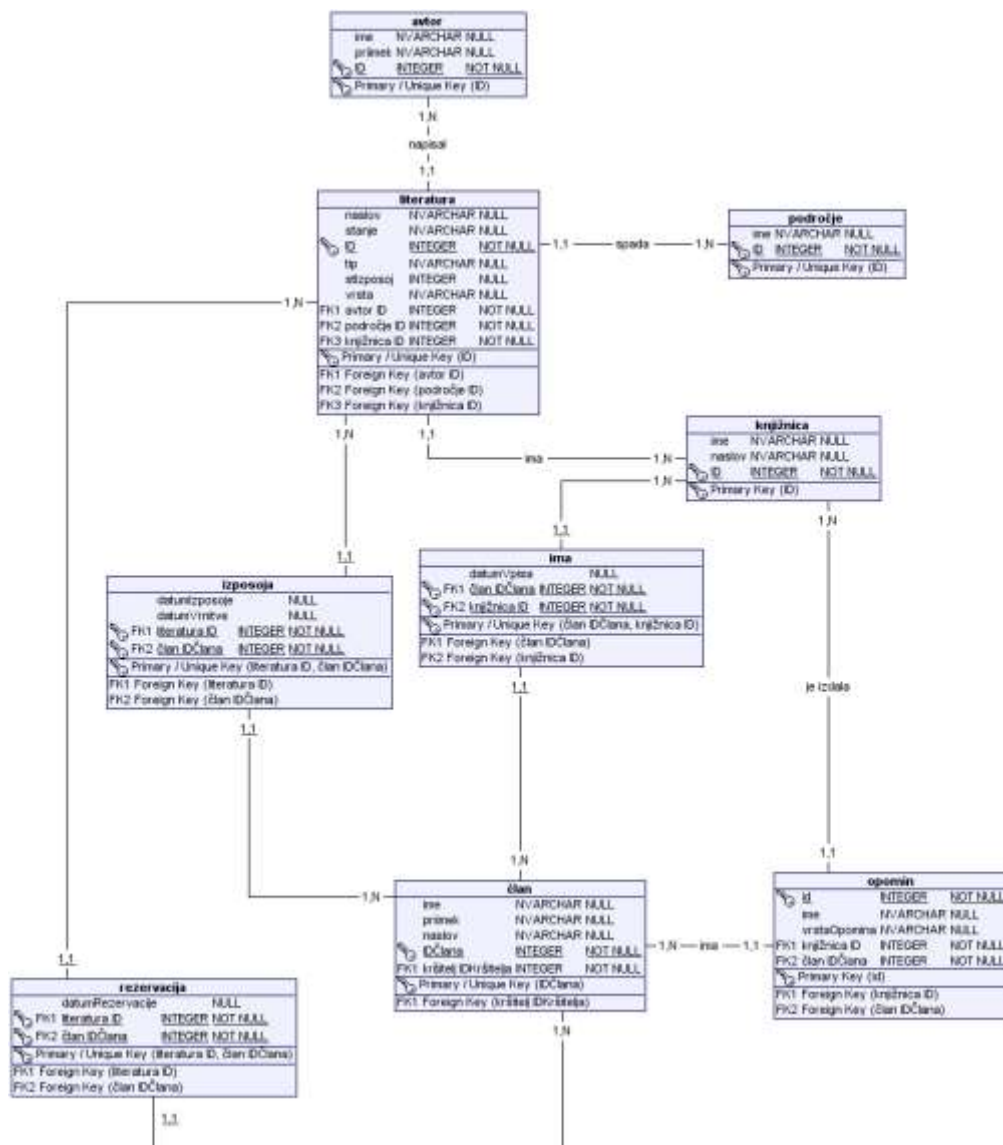 avtor
ime NVARCHAR NULL
priimek NVARCHAR NULL
ID INTEGER NOT NULL
Primary / Unique Key (ID)
1,N
napisal
1,1
literatura
naslov NVARCHAR NULL
stanje NVARCHAR NULL
ID INTEGER NOT NULL
tip NVARCHAR NULL
stIzposoj INTEGER NULL
vrsta NVARCHAR NULL
FK1 avtor ID INTEGER NOT NULL
FK2 področje ID INTEGER NOT NULL
FK3 knjižnica ID INTEGER NOT NULL
Primary / Unique Key (ID)
FK1 Foreign Key (avtor ID)
FK2 Foreign Key (področje ID)
FK3 Foreign Key (knjižnica ID)
1,1 spada 1,N
področje
ime NVARCHAR NULL
ID INTEGER NOT NULL
Primary / Unique Key (ID)
1,N
1,N
1,1
ima
1,N
knjižnica
ime NVARCHAR NULL
naslov NVARCHAR NULL
ID INTEGER NOT NULL
Primary Key (ID)
1,N
1,N
1,1
1,1
izposoja
datumIzposoje NULL
datumVrnitve NULL
FK1 literatura ID INTEGER NOT NULL
FK2 član IDČlana INTEGER NOT NULL
Primary / Unique Key (literatura ID, član IDČlana)
FK1 Foreign Key (literatura ID)
FK2 Foreign Key (član IDČlana)
1,1
ima
datumVpisa NULL
FK1 član IDČlana INTEGER NOT NULL
FK2 knjižnica ID INTEGER NOT NULL
Primary / Unique Key (član IDČlana, knjižnica ID)
FK1 Foreign Key (član IDČlana)
FK2 Foreign Key (knjižnica ID)
1,1
je izdala
1,N
1,N
1,1
član
ime NVARCHAR NULL
priimek NVARCHAR NULL
naslov NVARCHAR NULL
IDČlana INTEGER NOT NULL
FK1 kršitelj IDKršitelja INTEGER NOT NULL
Primary / Unique Key (IDČlana)
FK1 Foreign Key (kršitelj IDKršitelja)
1,N ima 1,1
opomin
id INTEGER NOT NULL
ime NVARCHAR NULL
vrstaOpomina NVARCHAR NULL
FK1 knjižnica ID INTEGER NOT NULL
FK2 član IDČlana INTEGER NOT NULL
Primary Key (id)
FK1 Foreign Key (knjižnica ID)
FK2 Foreign Key (član IDČlana)
1,1
rezervacija
datumRezervacije NULL
FK1 literatura ID INTEGER NOT NULL
FK2 član IDČlana INTEGER NOT NULL
Primary / Unique Key (literatura ID, član IDČlana)
FK1 Foreign Key (literatura ID)
FK2 Foreign Key (član IDČlana)
1,1
1,N